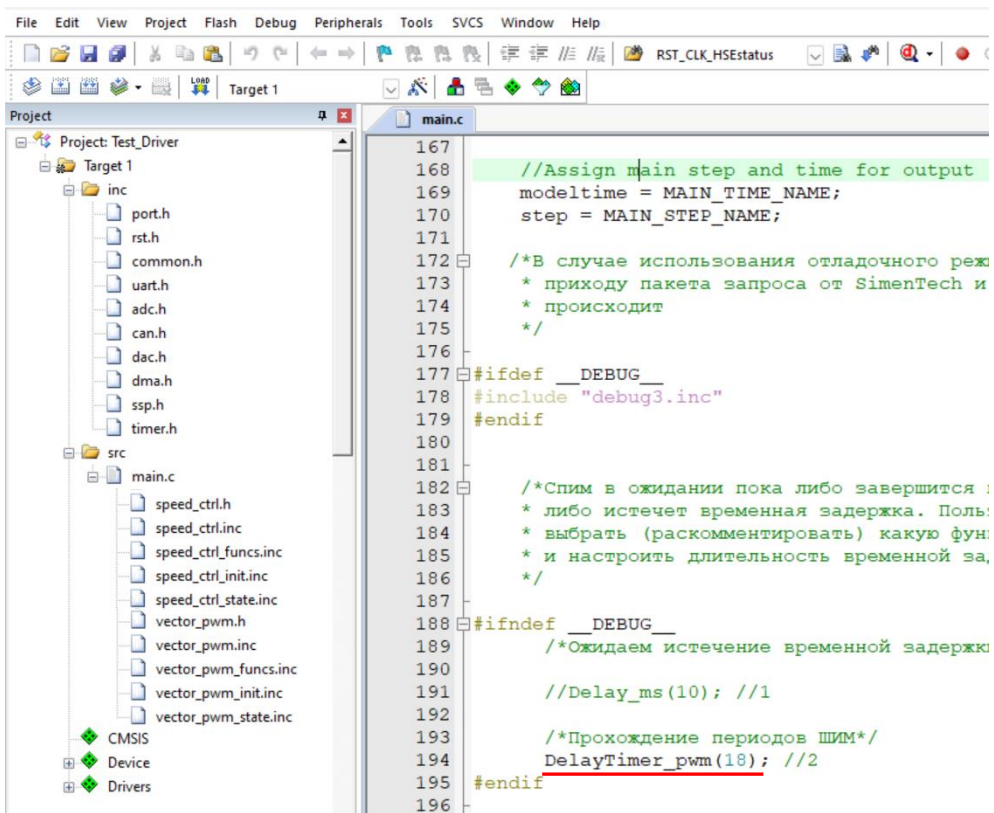 File Edit View Project Flash Debug Peripherals Tools SVCS Window Help
RST_CLK_HSEstatus
LOAD Target 1
Project
main.c
Project: Test_Driver
Target 1
inc
port.h
rst.h
common.h
uart.h
adc.h
can.h
dac.h
dma.h
ssp.h
timer.h
src
main.c
speed_ctrl.h
speed_ctrl.inc
speed_ctrl_funcs.inc
speed_ctrl_init.inc
speed_ctrl_state.inc
vector_pwm.h
vector_pwm.inc
vector_pwm_funcs.inc
vector_pwm_init.inc
vector_pwm_state.inc
CMSIS
Device
Drivers
167
168 //Assign main step and time for output
169 modeltime = MAIN_TIME_NAME;
170 step = MAIN_STEP_NAME;
171
172 /*В случае использования отладочного реж
173 * приходу пакета запроса от SimenTech и
174 * происходит
175 */
176
177 #ifdef __DEBUG__
178 #include "debug3.inc"
179 #endif
180
181
182 /*Спим в ожидании пока либо завершится
183 * либо истечет временная задержка. Поль
184 * выбрать (раскомментировать) какую фун
185 * и настроить длительность временной за
186 */
187
188 #ifndef __DEBUG__
189 /*Ожидаем истечение временной задержк
190
191 //Delay_ms(10); //1
192
193 /*Прохождение периодов ШИМ*/
194 DelayTimer_pwm(18); //2
195 #endif
196